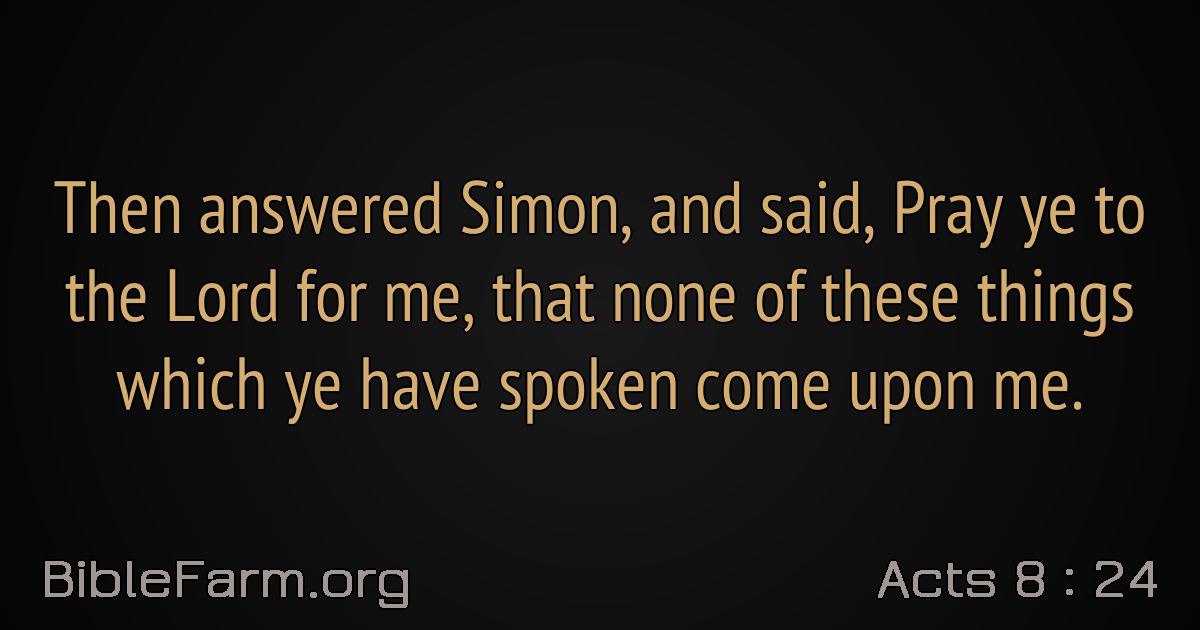 Then answered Simon, and said, Pray ye to
the Lord for me, that none of these things
which ye have spoken come upon me.
BibleFarm.org
Acts 8 : 24